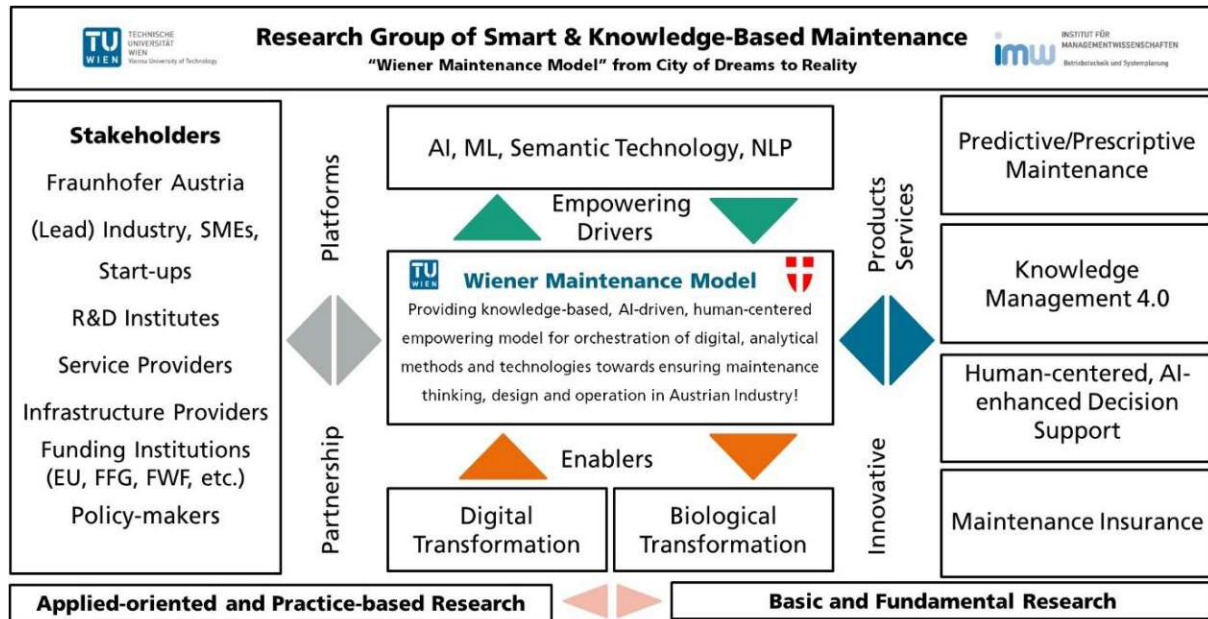 TU
WIEN
TECHNISCHE
UNIVERSITÄT
WIEN
Vienna University of Technology
Research Group of Smart & Knowledge-Based Maintenance
“Wiener Maintenance Model” from City of Dreams to Reality
imw
INSTITUT FÜR
MANAGEMENTWISSENSCHAFTEN
Betriebstechnik und Systemplanung
Stakeholders
Fraunhofer Austria
(Lead) Industry, SMEs,
Start-ups
R&D Institutes
Service Providers
Infrastructure Providers
Funding Institutions
(EU, FFG, FWF, etc.)
Policy-makers
Platforms
Partnership
AI, ML, Semantic Technology, NLP
Empowering
Drivers
TU
WIEN
Wiener Maintenance Model
Providing knowledge-based, AI-driven, human-centered
empowering model for orchestration of digital, analytical
methods and technologies towards ensuring maintenance
thinking, design and operation in Austrian Industry!
Enablers
Digital
Transformation
Biological
Transformation
Products
Services
Innovative
Predictive/Prescriptive
Maintenance
Knowledge
Management 4.0
Human-centered, AI-
enhanced Decision
Support
Maintenance Insurance
Applied-oriented and Practice-based Research
Basic and Fundamental Research